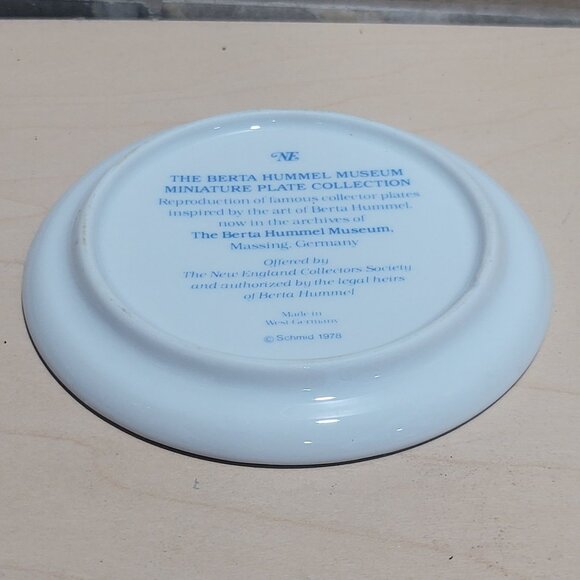 NE
THE BERTA HUMMEL MUSEUM
MINIATURE PLATE COLLECTION
Reproduction of famous collector plates
inspired by the art of Berta Hummel,
now in the archives of
The Berta Hummel Museum,
Massing, Germany
Offered by
The New England Collectors Society
and authorized by the legal heirs
of Berta Hummel
Made in
West Germany
© Schmid 1978